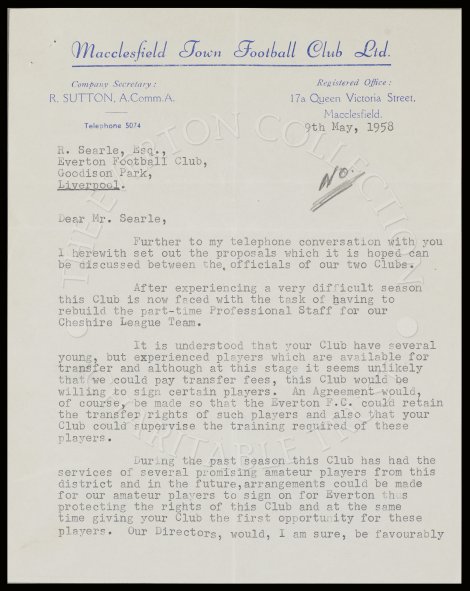 Macclesfield Town Football Club Ltd.
Company Secretary:
R. SUTTON, A.Comm.A.
Telephone 5074
Registered Office:
17a Queen Victoria Street,
Macclesfield.
9th May, 1958
R. Searle, Esq.,
Everton Football Club,
Goodison Park,
Liverpool.
No.
Dear Mr. Searle,
Further to my telephone conversation with you
I herewith set out the proposals which it is hoped can
be discussed between the officials of our two Clubs.
After experiencing a very difficult season
this Club is now faced with the task of having to
rebuild the part-time Professional Staff for our
Cheshire League Team.
It is understood that your Club have several
young, but experienced players which are available for
transfer and although at this stage it seems unlikely
that we could pay transfer fees, this Club would be
willing to sign certain players. An Agreement would,
of course, be made so that the Everton F.C. could retain
the transfer rights of such players and also that your
Club could supervise the training required of these
players.
During the past season this Club has had the
services of several promising amateur players from this
district and in the future, arrangements could be made
for our amateur players to sign on for Everton thus
protecting the rights of this Club and at the same
time giving your Club the first opportunity for these
players. Our Directors, would, I am sure, be favourably
THE EVERTON COLLECTION
CHARITABLE TRUST